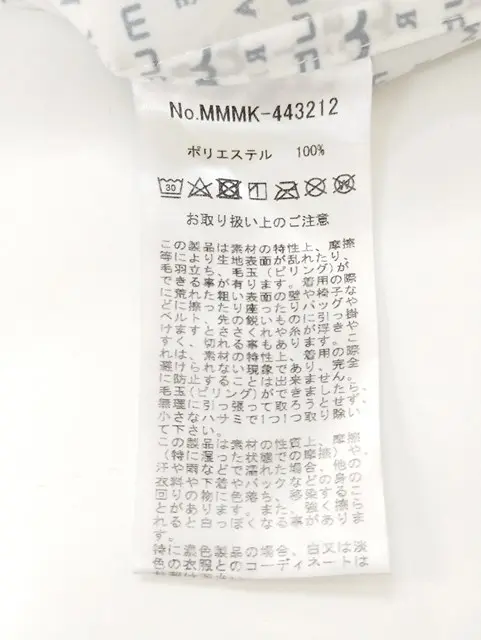 No.MMMK-443212
ポリエステル 100%
30
お取り扱い上のご注意
この製品は素材の特性上、摩擦
等により生地表面が乱れたり、
毛羽立ち、毛玉(ピリング)が
できる事が有ります。着用の際
に荒れた粗い表面の壁や椅子な
どに擦ったり座ったりバッグや
ベルト、先の鋭いものに引っ掛
けますとささくれや糸が浮きや
すく、切れる事もあります。こ
れは、素材の特性上、着用の際
避けられない現象であり、完全
に防止することは出来ません。
毛玉(ピリング)ができましたら、
無理に引っ張って取ろうとせず、
小さなハサミで1つ1つ取り除い
て下さい。
この製品は素材の性質上、摩擦
(特に湿った状態での摩擦)や、
汗や雨などで濡れた場合、他の
衣料や下着やバックなどの身の
回りの物に色落ち、移染するこ
とがあります。また、強く擦ら
れると白っぽくなる事がありま
す。
特に濃色製品の場合、白又は淡
色の衣服とのコーディネートは